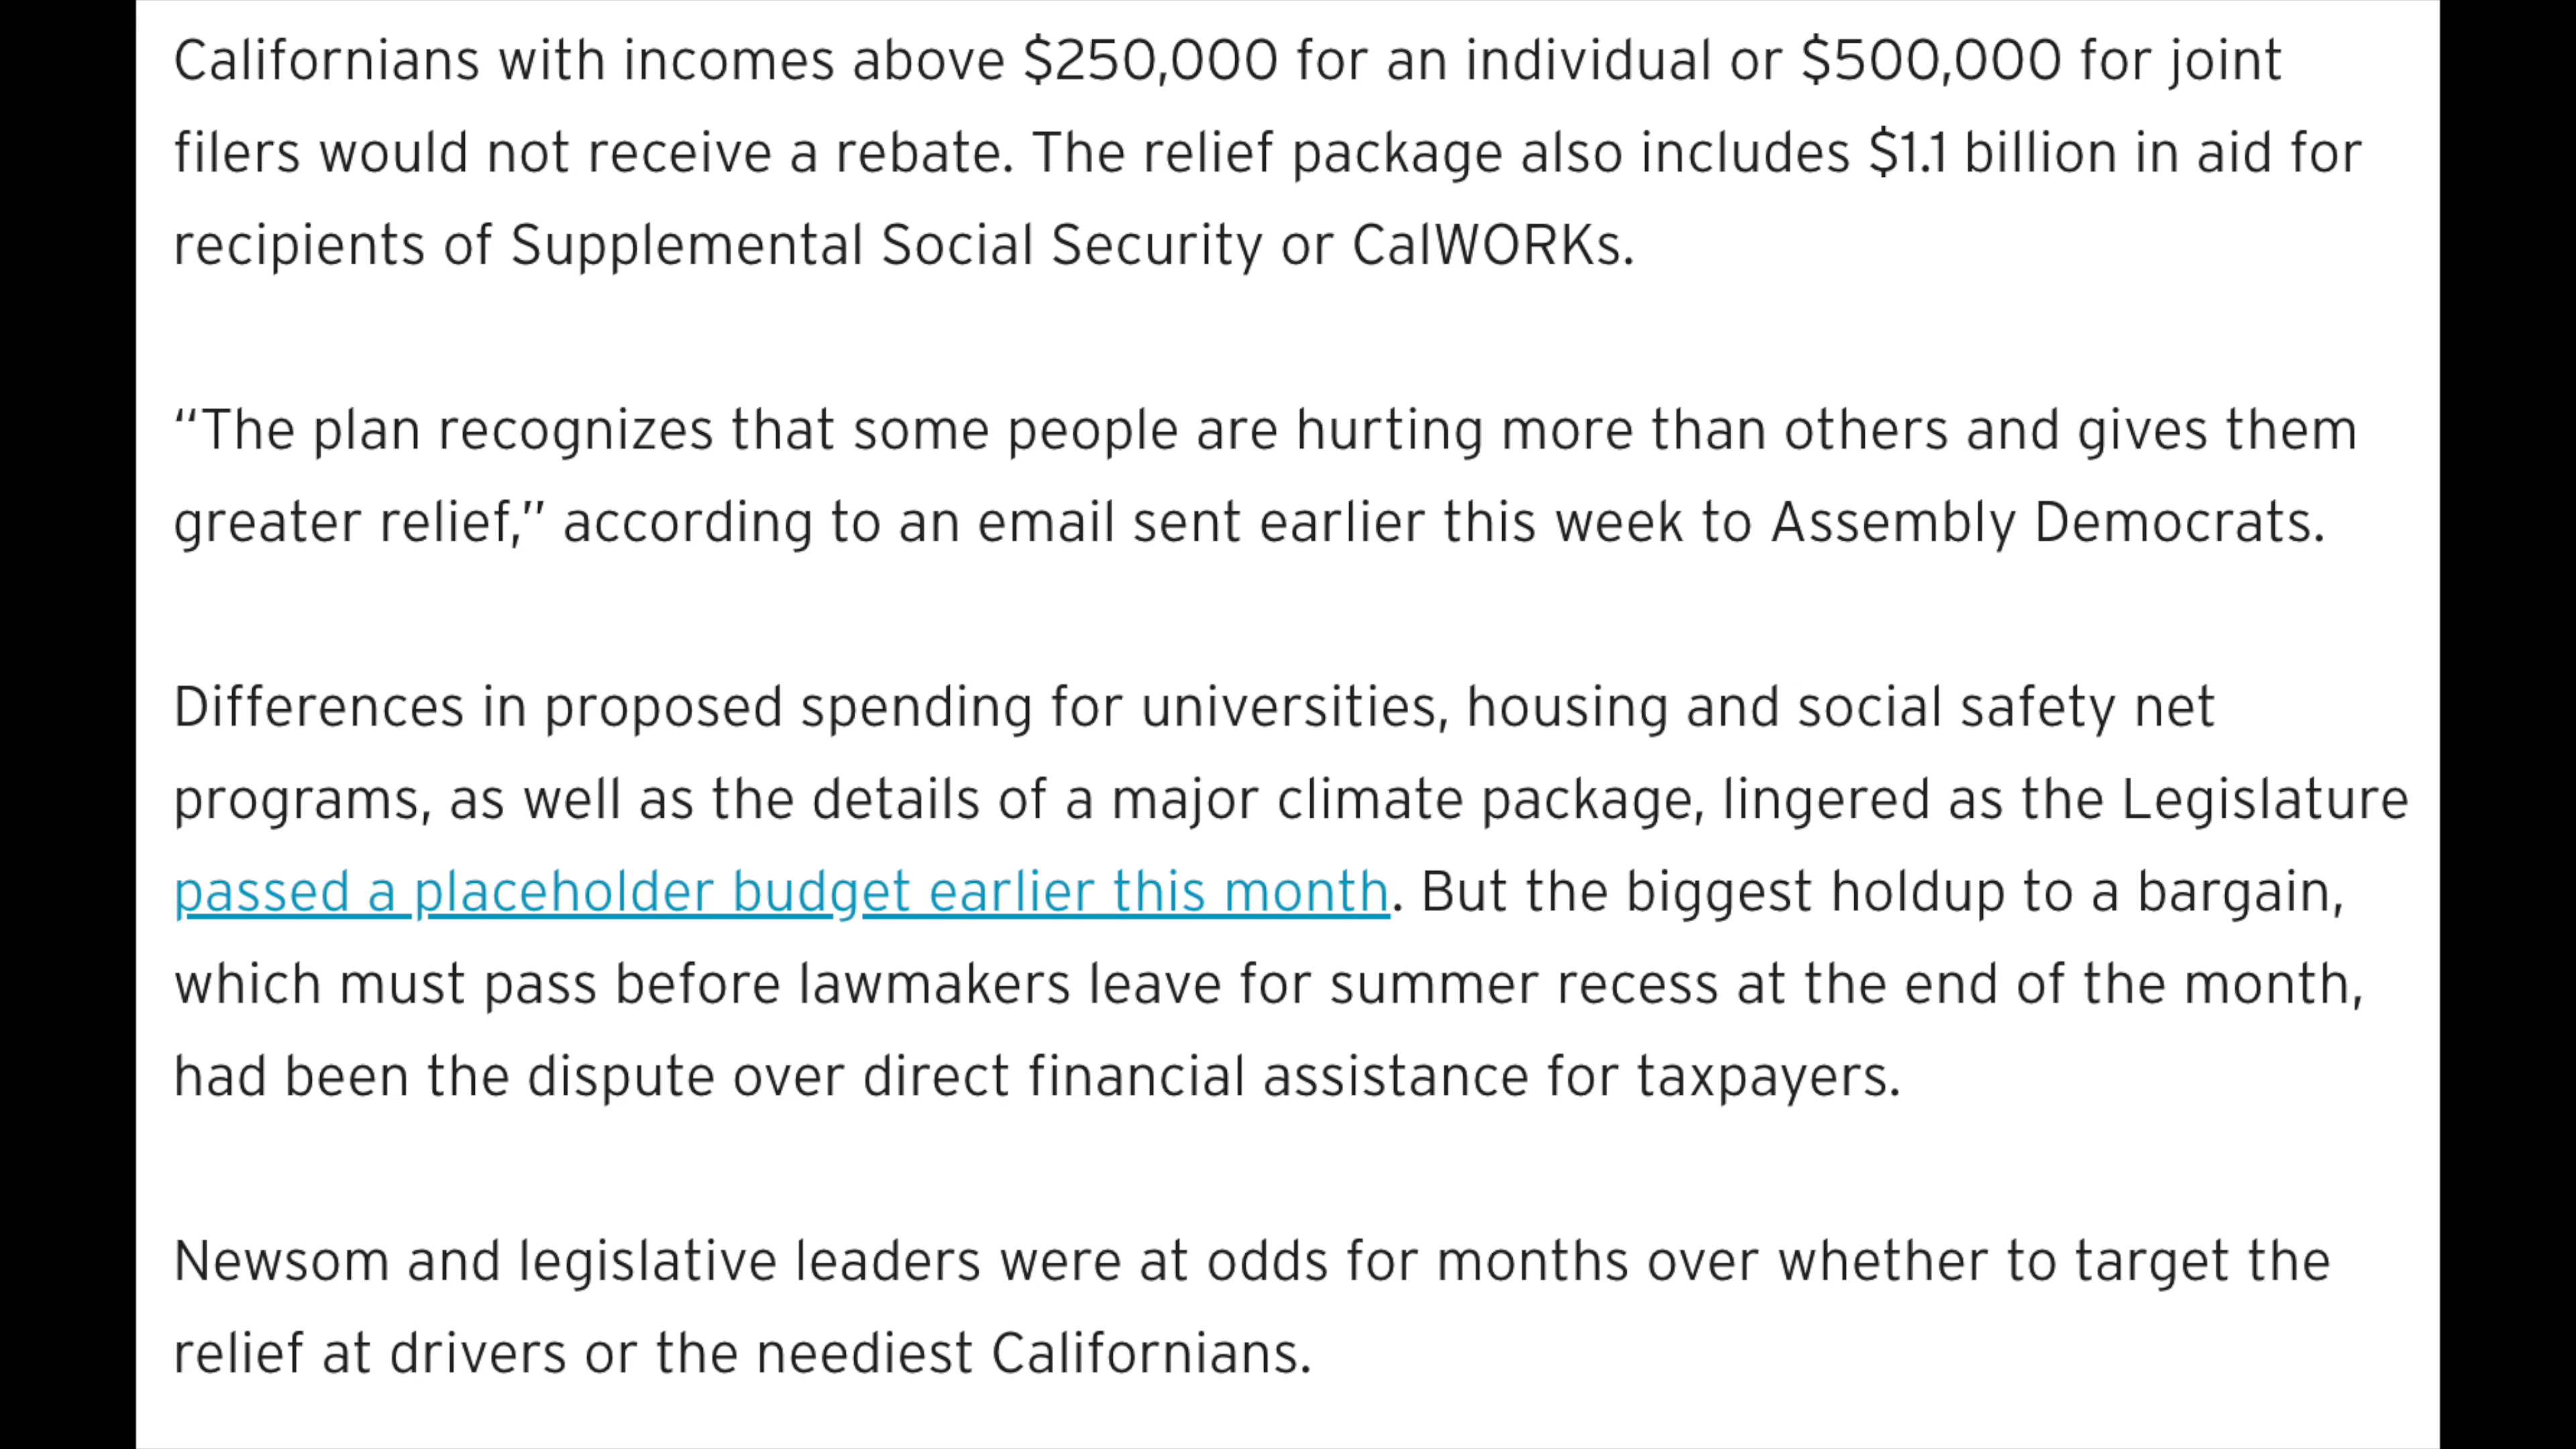 Californians with incomes above $250,000 for an individual or $500,000 for joint
filers would not receive a rebate. The relief package also includes $1.1 billion in aid for
recipients of Supplemental Social Security or CalWORKs.
“The plan recognizes that some people are hurting more than others and gives them
greater relief,” according to an email sent earlier this week to Assembly Democrats.
Differences in proposed spending for universities, housing and social safety net
programs, as well as the details of a major climate package, lingered as the Legislature
passed a placeholder budget earlier this month. But the biggest holdup to a bargain,
which must pass before lawmakers leave for summer recess at the end of the month,
had been the dispute over direct financial assistance for taxpayers.
Newsom and legislative leaders were at odds for months over whether to target the
relief at drivers or the neediest Californians.